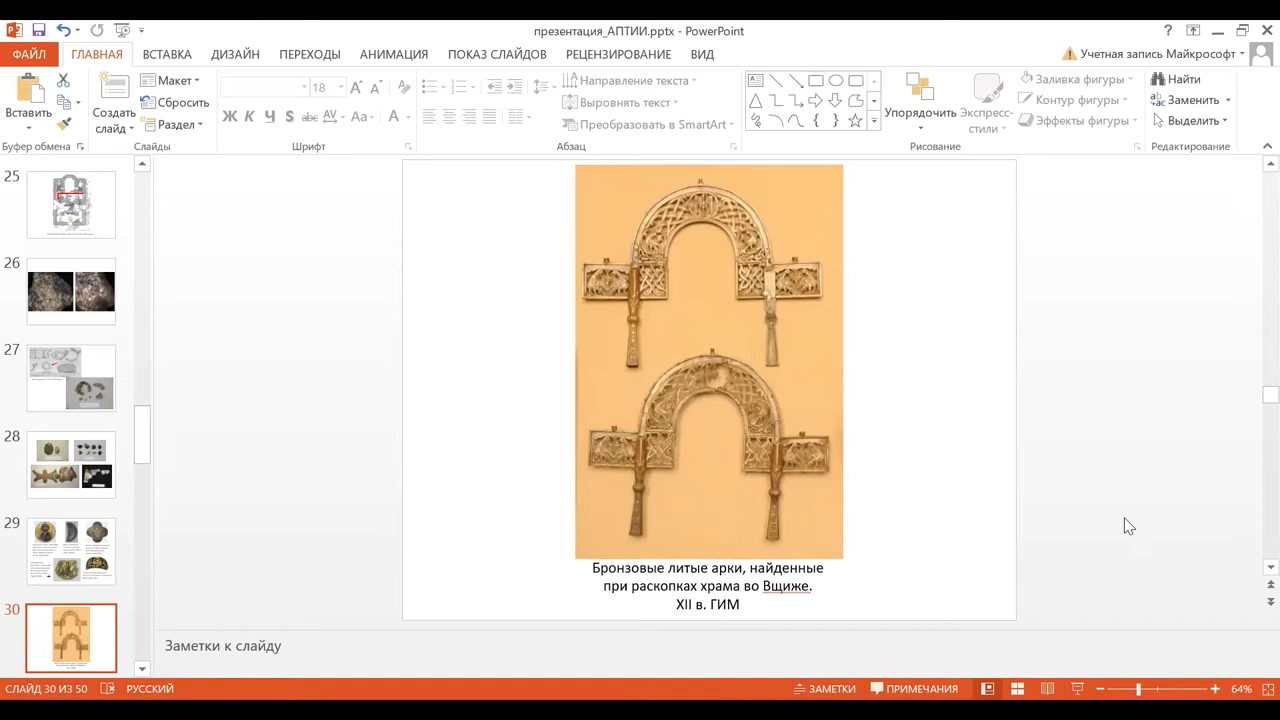 презентация_АПТИИ.pptx - PowerPoint
?
ФАЙЛ ГЛАВНАЯ ВСТАВКА ДИЗАЙН ПЕРЕХОДЫ АНИМАЦИЯ ПОКАЗ СЛАЙДОВ РЕЦЕНЗИРОВАНИЕ ВИД Учетная запись Майкрософт
Вставить
Буфер обмена
Создать слайд
Макет
Сбросить
Раздел
Слайды
18
Ж К Ч S abc AV Aa A
Шрифт
Направление текста
Выровнять текст
Преобразовать в SmartArt
Абзац
Упорядочить
Экспресс-стили
Заливка фигуры
Контур фигуры
Эффекты фигуры
Рисование
Найти
Заменить
Выделить
Редактирование
25
26
27
28
29
30
Бронзовые литые арки, найденные
при раскопках храма во Вщиже.
XII в. ГИМ
Заметки к слайду
СЛАЙД 30 ИЗ 50 РУССКИЙ ЗАМЕТКИ ПРИМЕЧАНИЯ 64%